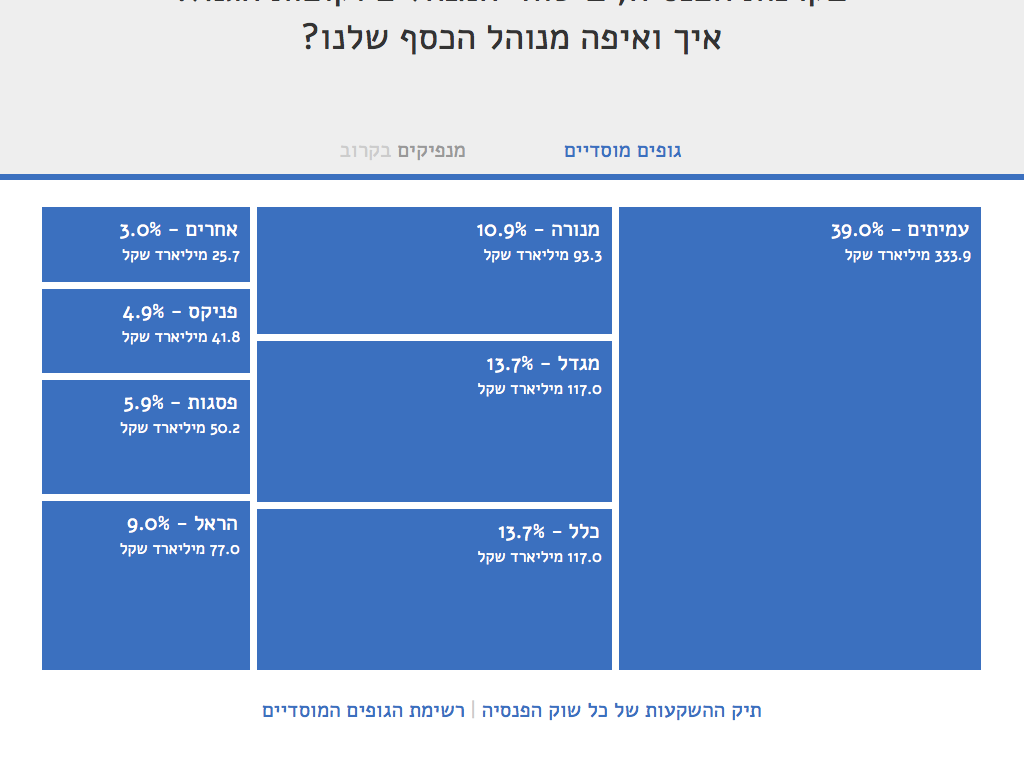 איך ואיפה מנוהל הכסף שלנו?
גופים מוסדיים
מנפיקים בקרוב
עמיתים - 39.0%
333.9 מיליארד שקל
מנורה - 10.9%
93.3 מיליארד שקל
מגדל - 13.7%
117.0 מיליארד שקל
כלל - 13.7%
117.0 מיליארד שקל
אחרים - 3.0%
25.7 מיליארד שקל
פניקס - 4.9%
41.8 מיליארד שקל
פסגות - 5.9%
50.2 מיליארד שקל
הראל - 9.0%
77.0 מיליארד שקל
תיק ההשקעות של כל שוק הפנסיה | רשימת הגופים המוסדיים